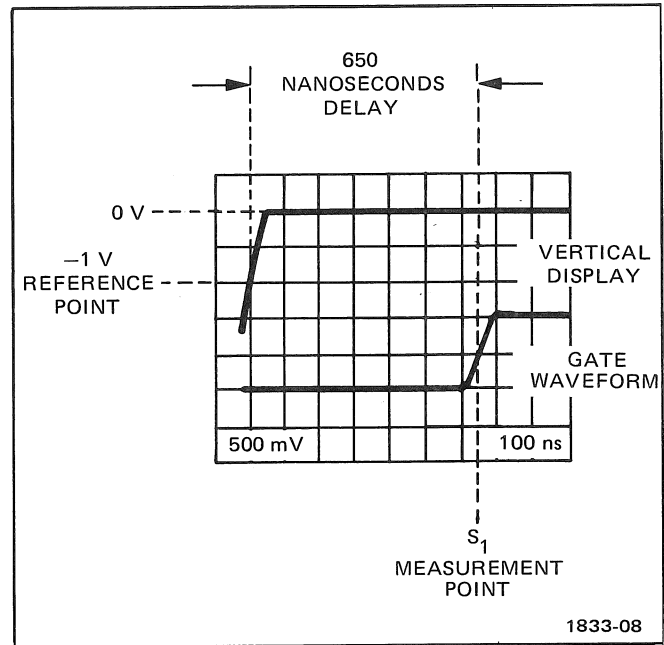 650
NANOSECONDS
DELAY
0 V
−1 V
REFERENCE
POINT
VERTICAL
DISPLAY
GATE
WAVEFORM
500 mV
100 ns
S1
MEASUREMENT
POINT
1833-08